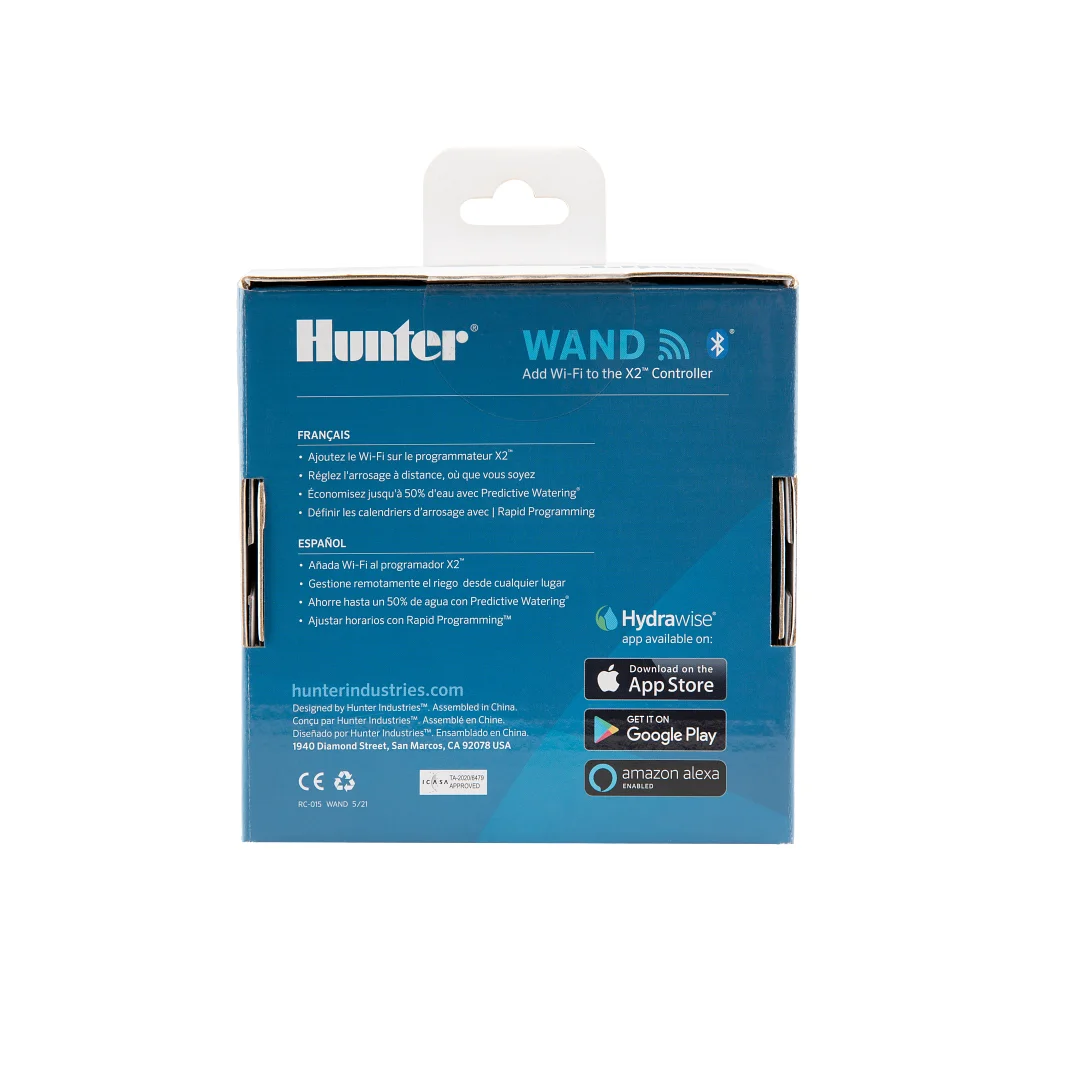 Hunter®
WAND ®
Add Wi-Fi to the X2™ Controller
FRANÇAIS
• Ajoutez le Wi-Fi sur le programmateur X2™
• Réglez l'arrosage à distance, où que vous soyez
• Économisez jusqu'à 50% d'eau avec Predictive Watering®
• Définir les calendriers d'arrosage avec | Rapid Programming
ESPAÑOL
• Añada Wi-Fi al programador X2™
• Gestione remotamente el riego desde cualquier lugar
• Ahorre hasta un 50% de agua con Predictive Watering®
• Ajustar horarios con Rapid Programming™
Hydrawise®
app available on:
Download on the
App Store
GET IT ON
Google Play
amazon alexa
ENABLED
hunterindustries.com
Designed by Hunter Industries™. Assembled in China.
Conçu par Hunter Industries™. Assemblé en Chine.
Diseñado por Hunter Industries™. Ensamblado en China.
1940 Diamond Street, San Marcos, CA 92078 USA
CE
ICASA TA-2020/6479
APPROVED
RC-015 WAND 5/21